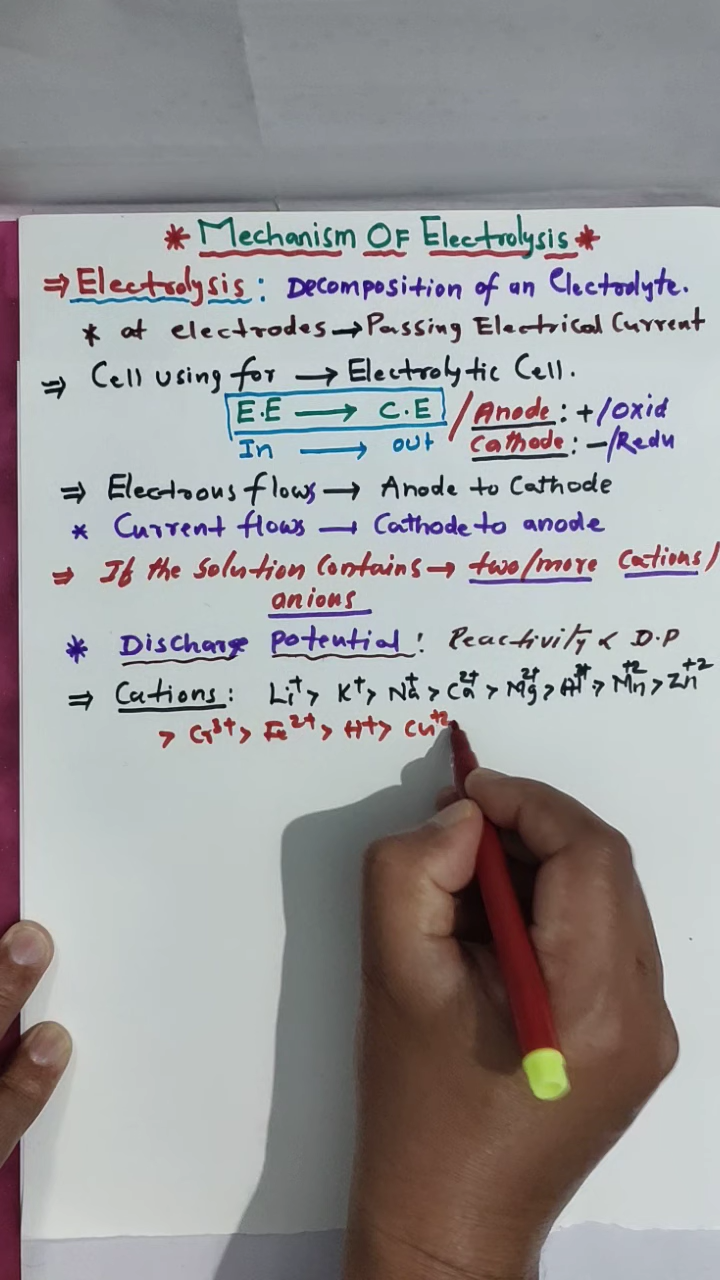 * Mechanism OF Electrolysis *
⇒ Electrolysis: Decomposition of an Electrolyte.
* at electrodes → Passing Electrical Current
⇒ Cell using for → Electrolytic Cell.
E.E → C.E / Anode: + / Oxid
In → out Cathode: – / Redu
⇒ Electrous flows → Anode to Cathode
* Current flows → Cathode to anode
⇒ If the Solution Contains → two/more Cations/
anions
* Discharge Potential: Reactivity ∝ D.P
⇒ Cations: Li⁺ > K⁺ > Na⁺ > Ca²⁺ > Mg²⁺ > Al³⁺ > Mn⁺² > Zn⁺²
> Cr³⁺ > Fe²⁺ > H⁺ > Cu⁺²